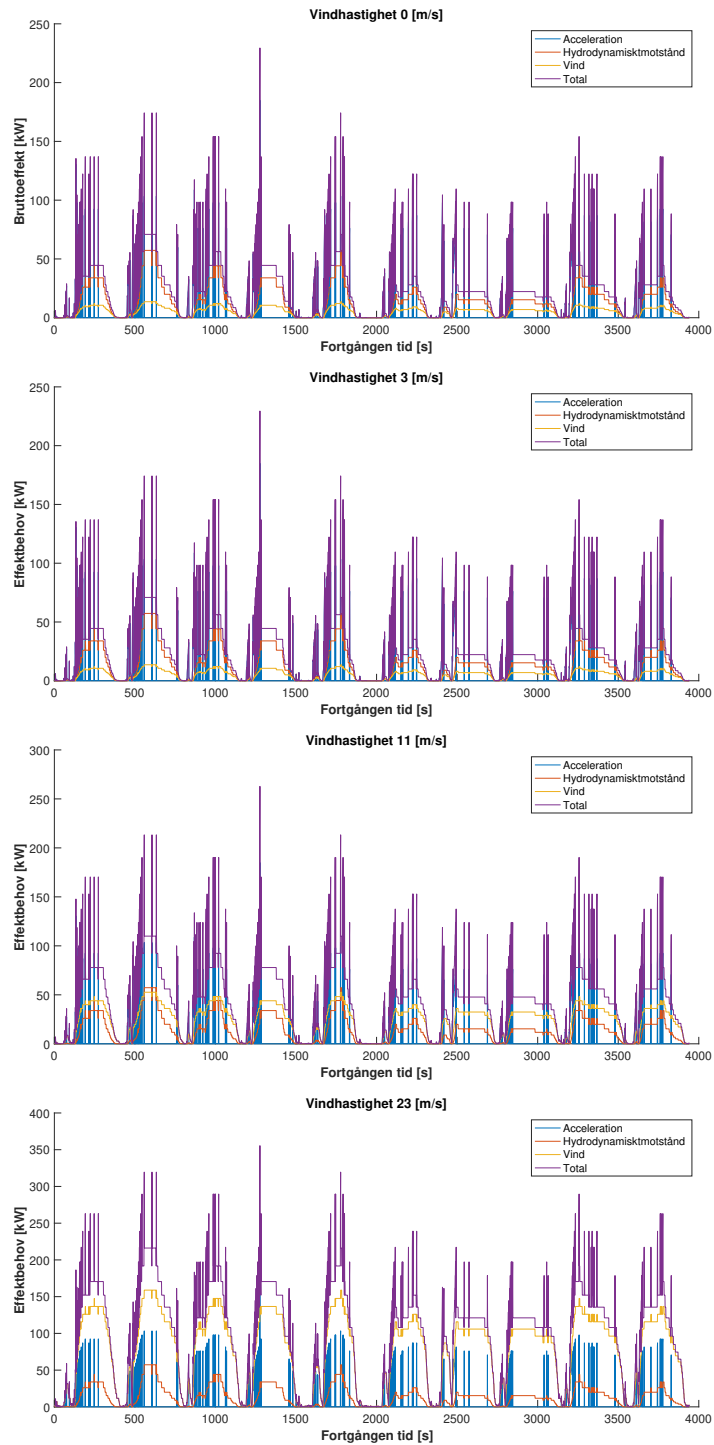 Vindhastighet 0 [m/s]
250
200
150
100
50
0
Bruttoeffekt [kW]
Acceleration
Hydrodynamisktmotstånd
Vind
Total
0 500 1000 1500 2000 2500 3000 3500 4000
Fortgången tid [s]
Vindhastighet 3 [m/s]
250
200
150
100
50
0
Effektbehov [kW]
Acceleration
Hydrodynamisktmotstånd
Vind
Total
0 500 1000 1500 2000 2500 3000 3500 4000
Fortgången tid [s]
Vindhastighet 11 [m/s]
300
250
200
150
100
50
0
Effektbehov [kW]
Acceleration
Hydrodynamisktmotstånd
Vind
Total
0 500 1000 1500 2000 2500 3000 3500 4000
Fortgången tid [s]
Vindhastighet 23 [m/s]
400
350
300
250
200
150
100
50
0
Effektbehov [kW]
Acceleration
Hydrodynamisktmotstånd
Vind
Total
0 500 1000 1500 2000 2500 3000 3500 4000
Fortgången tid [s]